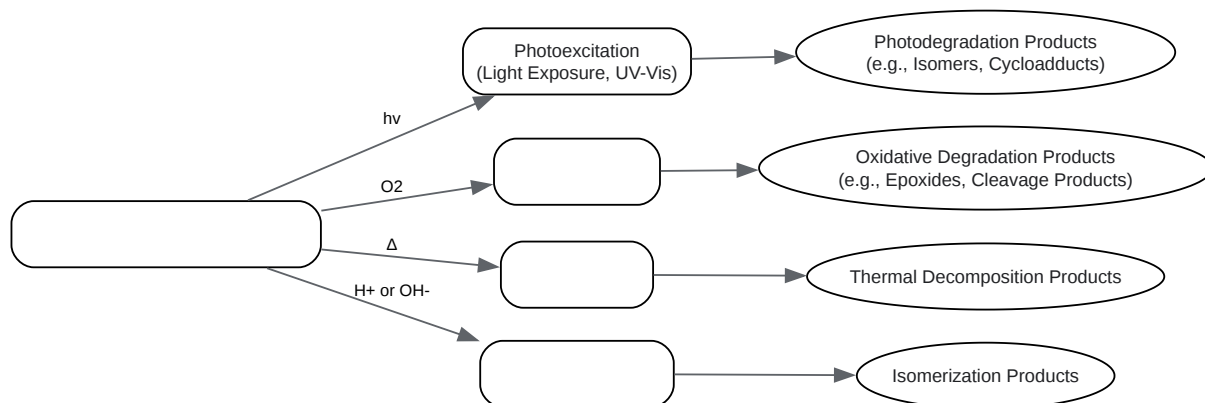 Photoexcitation
(Light Exposure, UV-Vis)
Photodegradation Products
(e.g., Isomers, Cycloadducts)
hv
O2
Oxidative Degradation Products
(e.g., Epoxides, Cleavage Products)
Δ
H+ or OH-
Thermal Decomposition Products
Isomerization Products